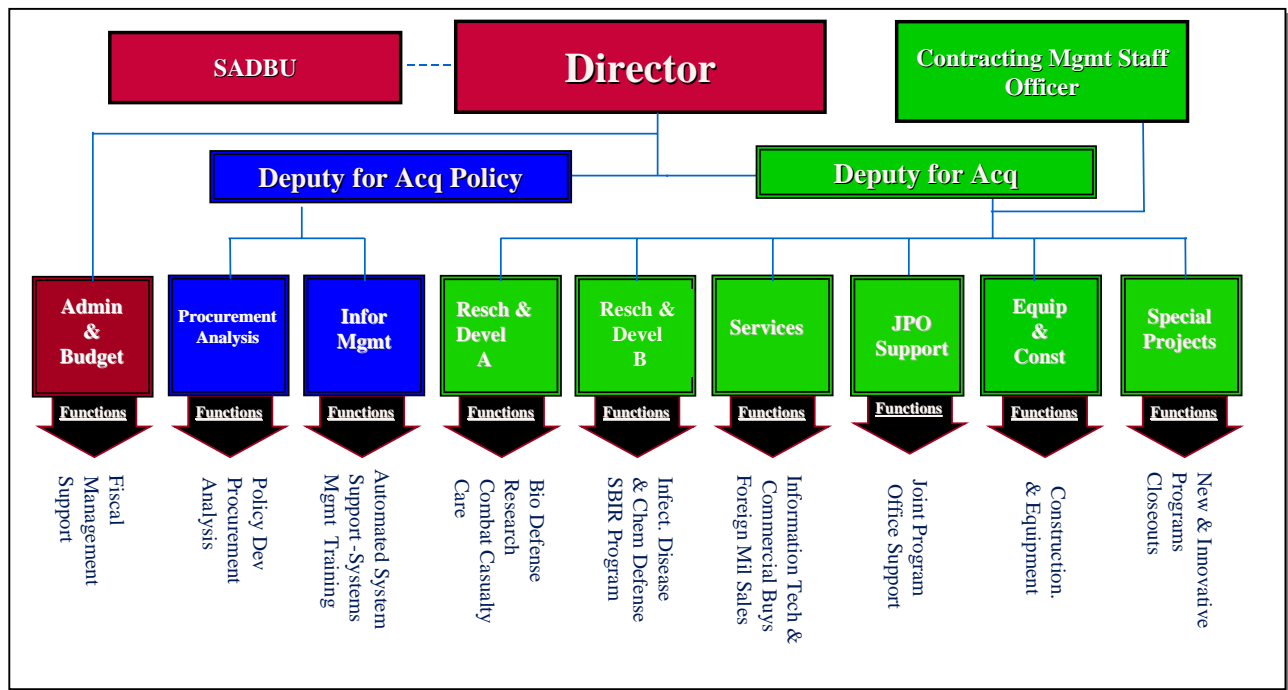 SADBU
Director
Contracting Mgmt Staff
Officer
Deputy for Acq Policy
Deputy for Acq
Admin
&
Budget
Procurement
Analysis
Infor
Mgmt
Resch &
Devel
A
Resch &
Devel
B
Services
JPO
Support
Equip
&
Const
Special
Projects
Functions
Functions
Functions
Functions
Functions
Functions
Functions
Functions
Functions
Fiscal
Management
Support
Policy Dev
Procurement
Analysis
Automated System
Support -Systems
Mgmt Training
Bio Defense
Research
Combat Casualty
Care
Infect. Disease
& Chem Defense
SBIR Program
Information Tech &
Commercial Buys
Foreign Mil Sales
Joint Program
Office Support
Construction.
& Equipment
New & Innovative
Programs
Closeouts